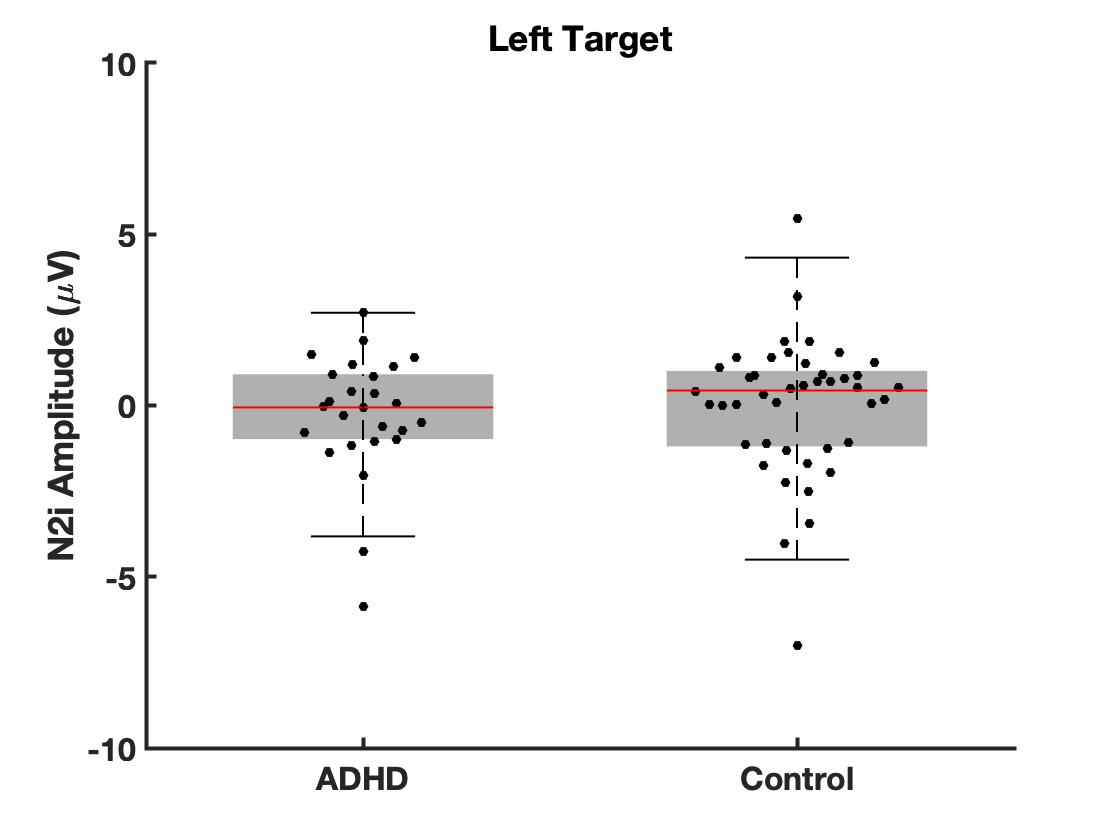 Left Target
10
5
0
-5
-10
N2i Amplitude (μV)
ADHD
Control